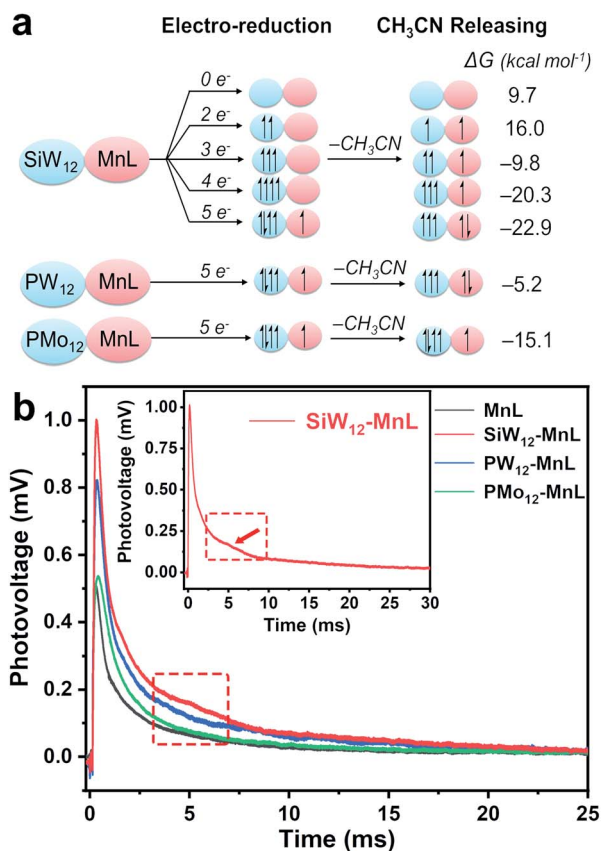 a
Electro-reduction CH₃CN Releasing
ΔG (kcal mol⁻¹)
0 e⁻ 9.7
2 e⁻ 16.0
SiW₁₂ MnL 3 e⁻ –CH₃CN –9.8
4 e⁻ –20.3
5 e⁻ –22.9
PW₁₂ MnL 5 e⁻ –CH₃CN –5.2
PMo₁₂ MnL 5 e⁻ –CH₃CN –15.1
b
Photovoltage (mV)
1.0
0.8
0.6
0.4
0.2
0.0
0 5 10 15 20 25
Time (ms)
Photovoltage (mV)
1.00
0.75
0.50
0.25
0.00
0 5 10 15 20 25 30
Time (ms)
SiW₁₂-MnL
MnL
SiW₁₂-MnL
PW₁₂-MnL
PMo₁₂-MnL